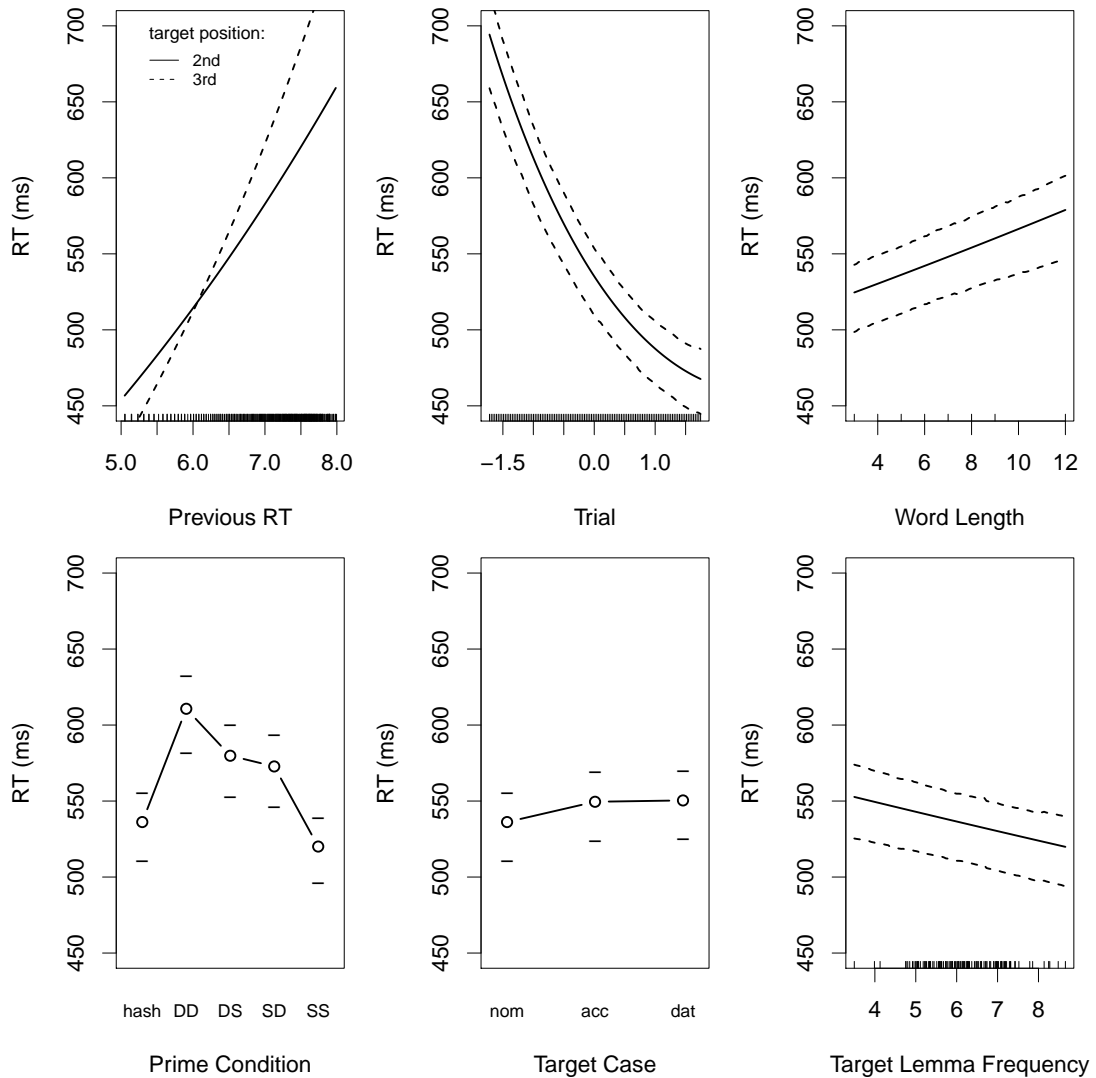 target position:
2nd
3rd
RT (ms)
450 500 550 600 650 700
5.0 6.0 7.0 8.0
Previous RT
RT (ms)
450 500 550 600 650 700
−1.5 0.0 1.0
Trial
RT (ms)
450 500 550 600 650 700
4 6 8 10 12
Word Length
RT (ms)
450 500 550 600 650 700
hash DD DS SD SS
Prime Condition
RT (ms)
450 500 550 600 650 700
nom acc dat
Target Case
RT (ms)
450 500 550 600 650 700
4 5 6 7 8
Target Lemma Frequency